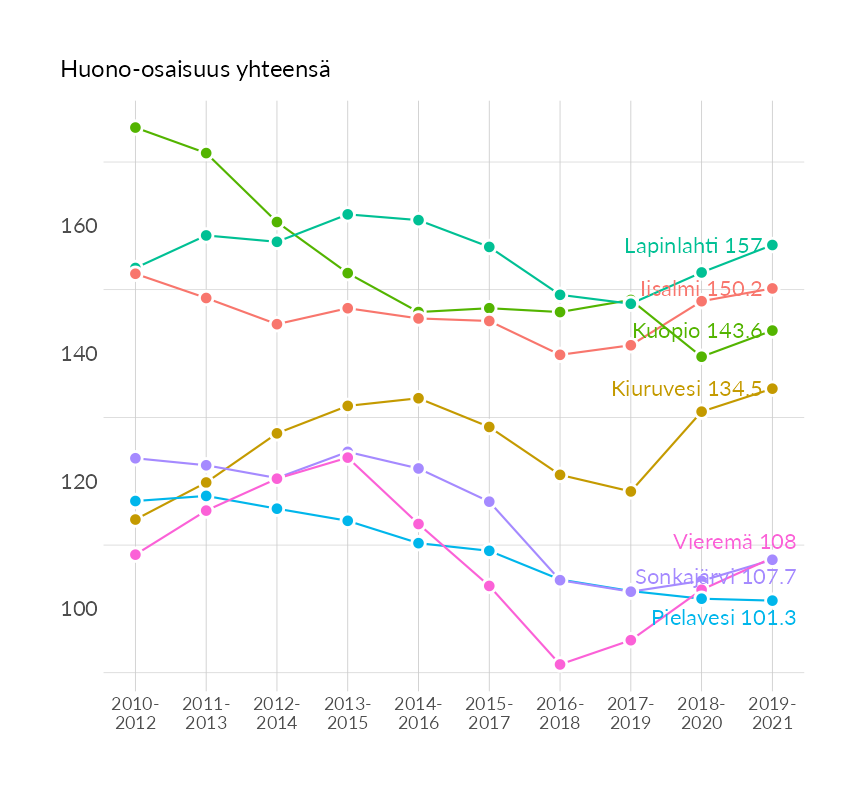 Huono-osaisuus yhteensä
160
140
120
100
Lapinlahti 157
Iisalmi 150.2
Kuopio 143.6
Kiuruvesi 134.5
Vieremä 108
Sonkajärvi 107.7
Pielavesi 101.3
2010- 2011- 2012- 2013- 2014- 2015- 2016- 2017- 2018- 2019-
2012 2013 2014 2015 2016 2017 2018 2019 2020 2021